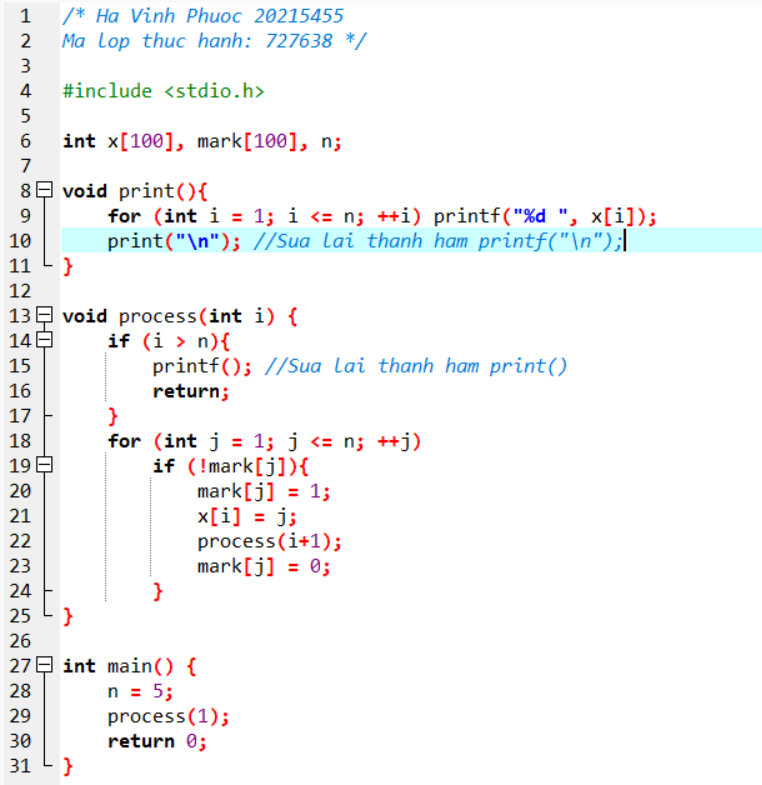 1 /* Ha Vinh Phuoc 20215455
2 Ma lop thuc hanh: 727638 */
3
4 #include <stdio.h>
5
6 int x[100], mark[100], n;
7
8 void print(){
9     for (int i = 1; i <= n; ++i) printf("%d ", x[i]);
10     print("\n"); //Sua lai thanh ham printf("\n");
11 }
12
13 void process(int i) {
14     if (i > n){
15         printf(); //Sua lai thanh ham print()
16         return;
17     }
18     for (int j = 1; j <= n; ++j)
19         if (!mark[j]){
20             mark[j] = 1;
21             x[i] = j;
22             process(i+1);
23             mark[j] = 0;
24         }
25 }
26
27 int main() {
28     n = 5;
29     process(1);
30     return 0;
31 }